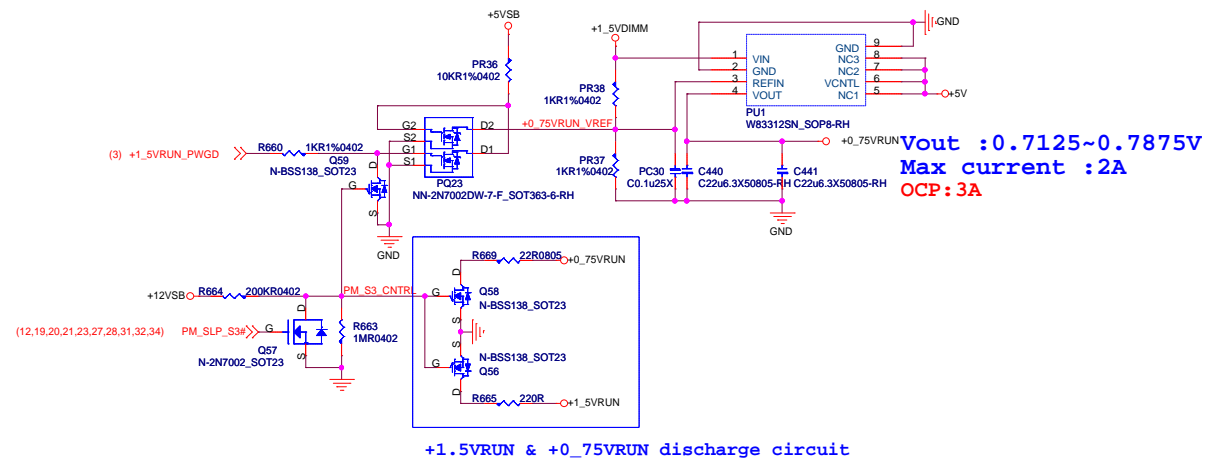 +5VSB
PR36
10KR1%0402
+1_5VDIMM
PR38
1KR1%0402
GND
1 VIN
2 GND
3 REFIN
4 VOUT
GND 9
NC3 8
NC2 7
VCNTL 6
NC1 5
+5V
PU1
W83312SN_SOP8-RH
G2
S2
G1
S1
D2
D1
+0_75VRUN_VREF
PQ23
NN-2N7002DW-7-F_SOT363-6-RH
(3) +1_5VRUN_PWGD
R660
1KR1%0402
Q59
N-BSS138_SOT23
D
G
S
GND
PR37
1KR1%0402
PC30
C0.1u25X
C440
C22u6.3X50805-RH
C441
C22u6.3X50805-RH
+0_75VRUN
GND
Vout :0.7125~0.7875V
Max current :2A
OCP:3A
+12VSB
R664
200KR0402
PM_S3_CNTRL
(12,19,20,21,23,27,28,31,32,34) PM_SLP_S3#
D
G
S
Q57
N-2N7002_SOT23
R663
1MR0402
R669
22R0805
+0_75VRUN
D
G
S
Q58
N-BSS138_SOT23
S
G
D
N-BSS138_SOT23
Q56
R665
220R
+1_5VRUN
+1.5VRUN & +0_75VRUN discharge circuit